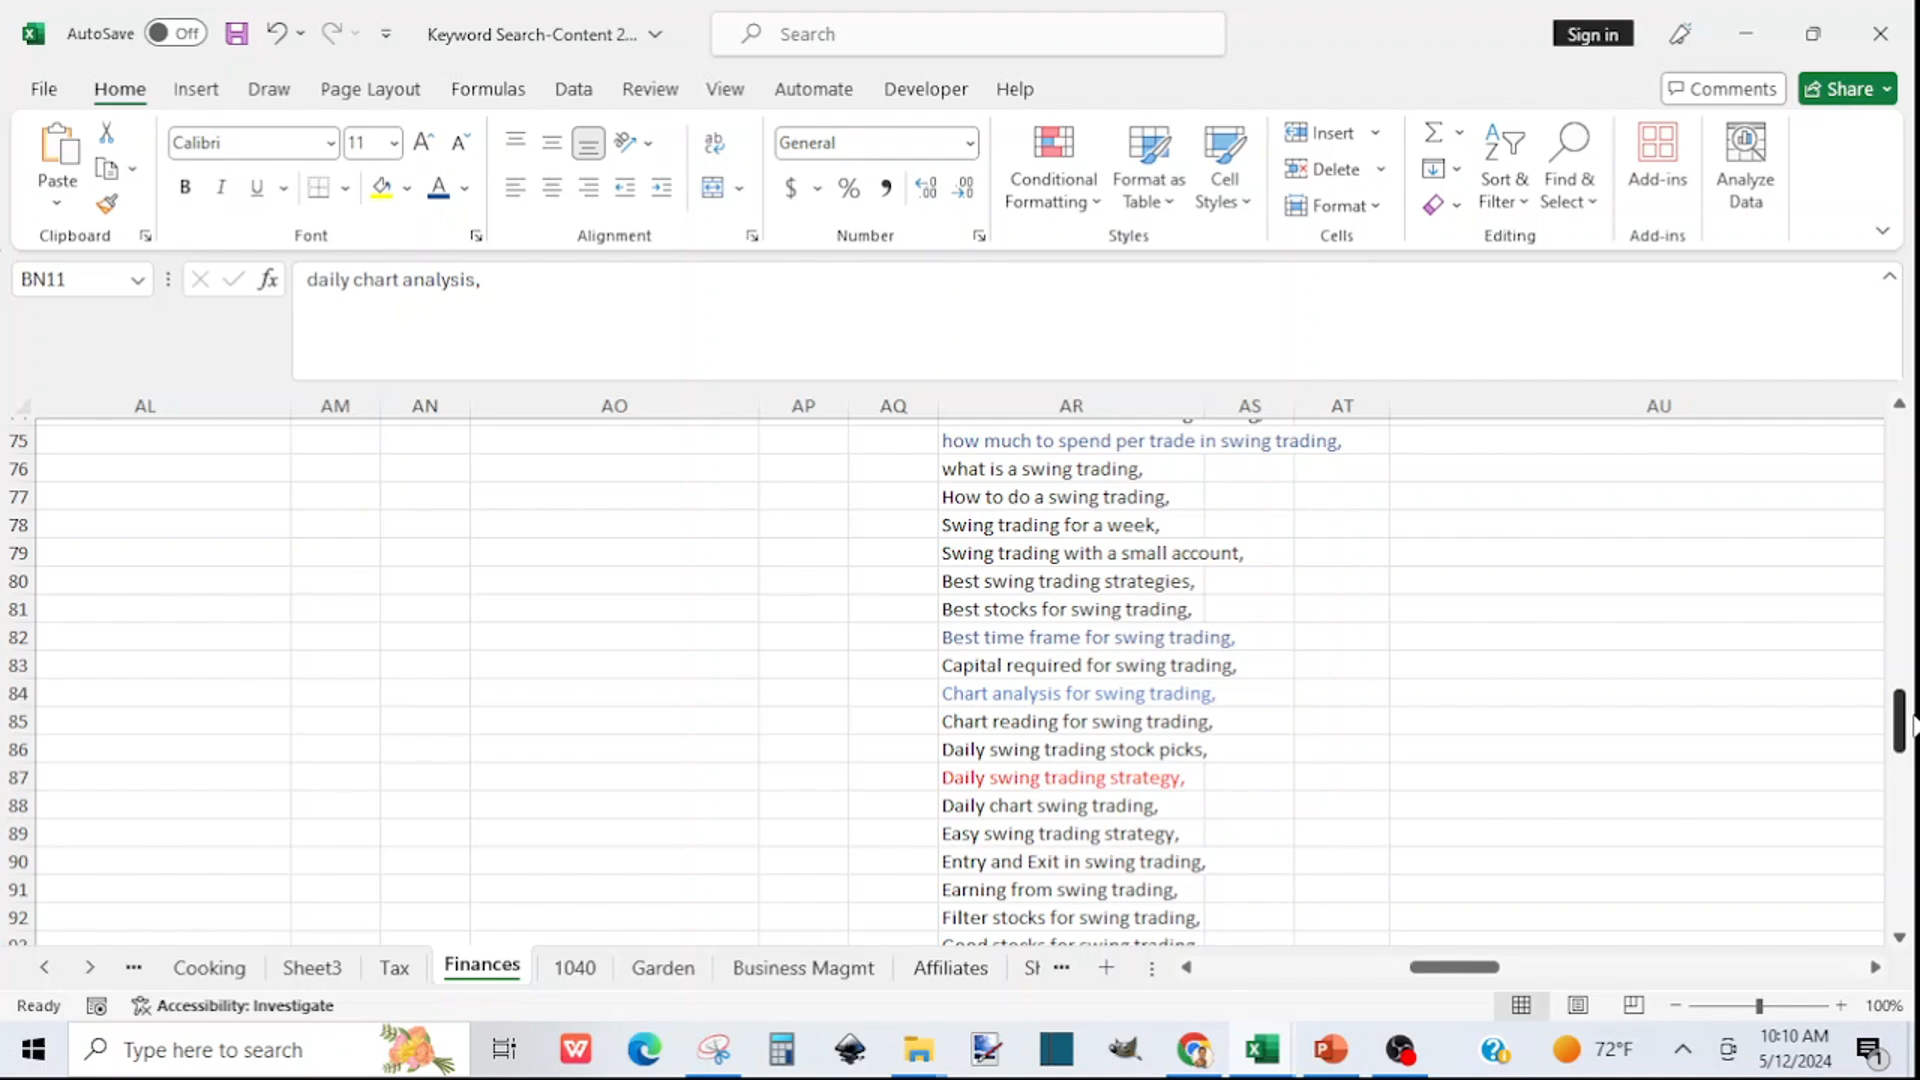 AutoSave Off Keyword Search-Content 2... Search Sign in
File Home Insert Draw Page Layout Formulas Data Review View Automate Developer Help Comments Share
Paste Calibri 11 General Conditional Formatting Format as Table Cell Styles Insert Delete Format Sort & Filter Find & Select Add-ins Analyze Data
Clipboard Font Alignment Number Styles Cells Editing Add-ins
BN11 fx daily chart analysis,
AL AM AN AO AP AQ AR AS AT AU
75 how much to spend per trade in swing trading,
76 what is a swing trading,
77 How to do a swing trading,
78 Swing trading for a week,
79 Swing trading with a small account,
80 Best swing trading strategies,
81 Best stocks for swing trading,
82 Best time frame for swing trading,
83 Capital required for swing trading,
84 Chart analysis for swing trading,
85 Chart reading for swing trading,
86 Daily swing trading stock picks,
87 Daily swing trading strategy,
88 Daily chart swing trading,
89 Easy swing trading strategy,
90 Entry and Exit in swing trading,
91 Earning from swing trading,
92 Filter stocks for swing trading,
93 Good stocks for swing trading
... Cooking Sheet3 Tax Finances 1040 Garden Business Magmt Affiliates Sh ...
Ready Accessibility: Investigate 100%
Type here to search 72°F 10:10 AM
5/12/2024